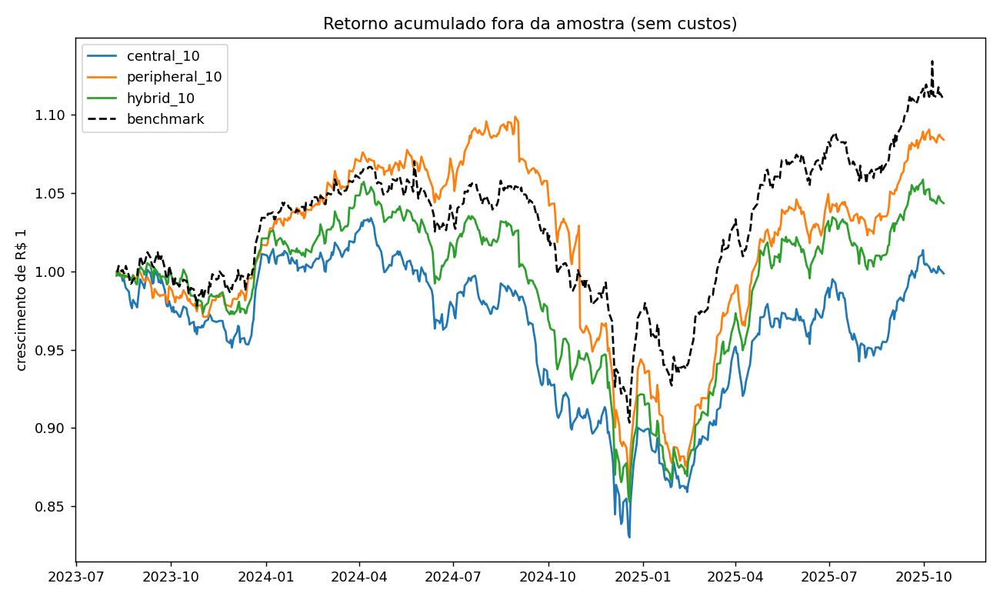 Retorno acumulado fora da amostra (sem custos)
central_10
peripheral_10
hybrid_10
benchmark
crescimento de R$ 1
1.10
1.05
1.00
0.95
0.90
0.85
2023-07
2023-10
2024-01
2024-04
2024-07
2024-10
2025-01
2025-04
2025-07
2025-10